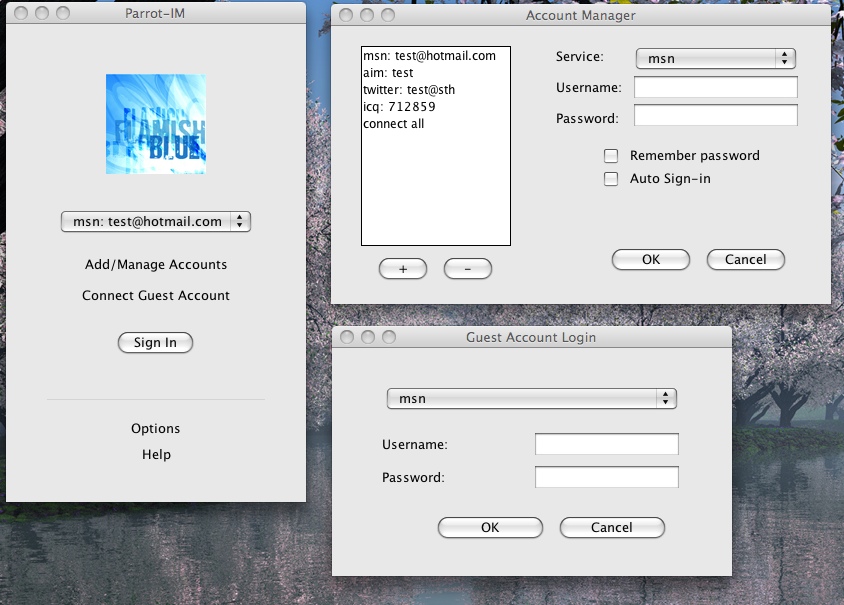 Parrot-IM
FLAMISH
FLAMISH
BLUE
msn: test@hotmail.com
Add/Manage Accounts
Connect Guest Account
Sign In
Options
Help
Account Manager
msn: test@hotmail.com
aim: test
twitter: test@sth
icq: 712859
connect all
+
-
Service:
msn
Username:
Password:
Remember password
Auto Sign-in
OK
Cancel
Guest Account Login
msn
Username:
Password:
OK
Cancel